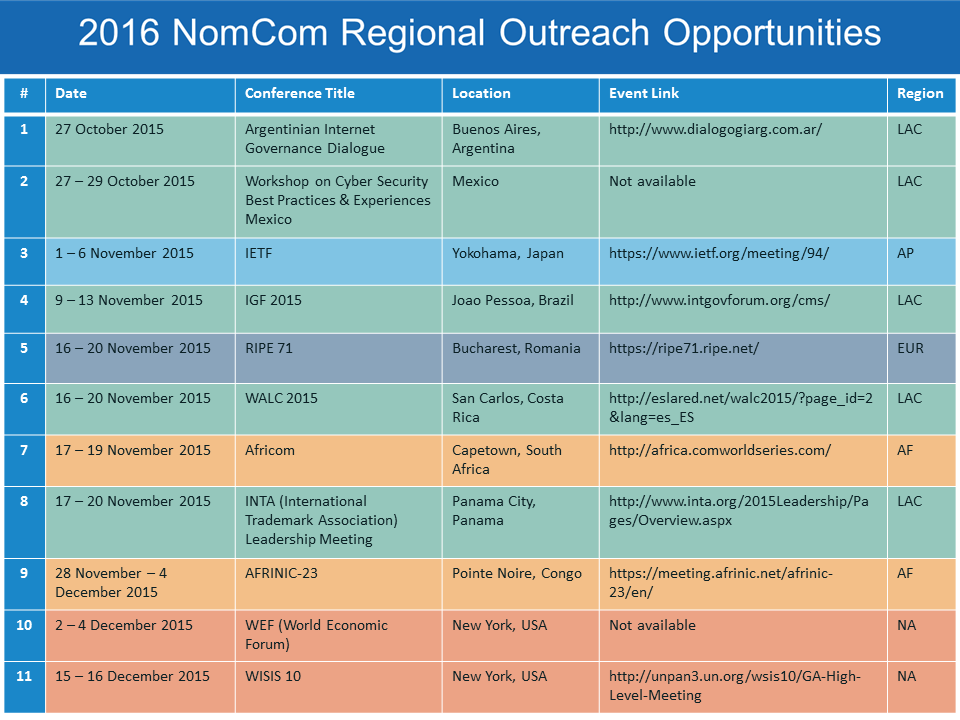 2016 NomCom Regional Outreach Opportunities
# Date Conference Title Location Event Link Region
1 27 October 2015 Argentinian Internet Buenos Aires, http://www.dialogogiarg.com.ar/ LAC
Governance Dialogue Argentina
2 27 – 29 October 2015 Workshop on Cyber Security Mexico Not available LAC
Best Practices & Experiences
Mexico
3 1 – 6 November 2015 IETF Yokohama, Japan https://www.ietf.org/meeting/94/ AP
4 9 – 13 November 2015 IGF 2015 Joao Pessoa, Brazil http://www.intgovforum.org/cms/ LAC
5 16 – 20 November 2015 RIPE 71 Bucharest, Romania https://ripe71.ripe.net/ EUR
6 16 – 20 November 2015 WALC 2015 San Carlos, Costa http://eslared.net/walc2015/?page_id=2 LAC
Rica &lang=es_ES
7 17 – 19 November 2015 Africom Capetown, South http://africa.comworldseries.com/ AF
Africa
8 17 – 20 November 2015 INTA (International Panama City, http://www.inta.org/2015Leadership/Pa LAC
Trademark Association) Panama ges/Overview.aspx
Leadership Meeting
9 28 November – 4 AFRINIC-23 Pointe Noire, Congo https://meeting.afrinic.net/afrinic- AF
December 2015 23/en/
10 2 – 4 December 2015 WEF (World Economic New York, USA Not available NA
Forum)
11 15 – 16 December 2015 WISIS 10 New York, USA http://unpan3.un.org/wsis10/GA-High- NA
Level-Meeting